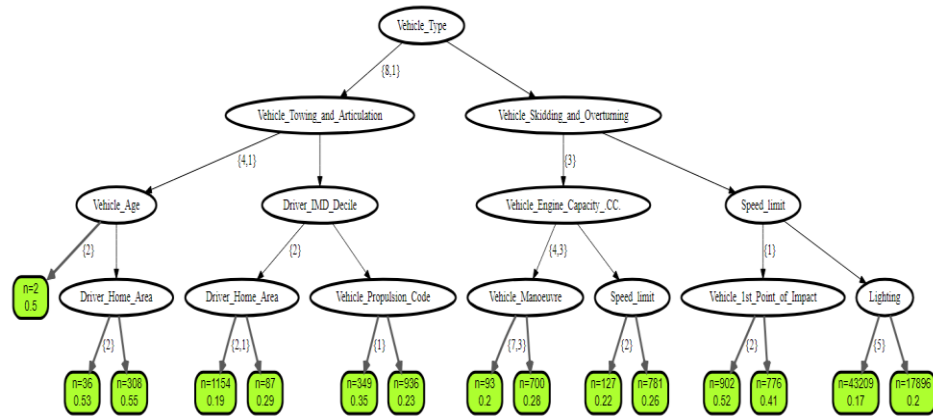 Vehicle_Type
{8,1}
Vehicle_Towing_and_Articulation
Vehicle_Skidding_and_Overturning
{4,1}
{3}
Vehicle_Age
Driver_IMD_Decile
Vehicle_Engine_Capacity_.CC.
Speed_limit
{2}
{2}
{4,3}
{1}
n=2
0.5
Driver_Home_Area
Driver_Home_Area
Vehicle_Propulsion_Code
Vehicle_Manoeuvre
Speed_limit
Vehicle_1st_Point_of_Impact
Lighting
{2}
{2,1}
{1}
{7,3}
{2}
{2}
{5}
n=36
0.53
n=308
0.55
n=1154
0.19
n=87
0.29
n=349
0.35
n=936
0.23
n=93
0.2
n=700
0.28
n=127
0.22
n=781
0.26
n=902
0.52
n=776
0.41
n=43209
0.17
n=17896
0.2